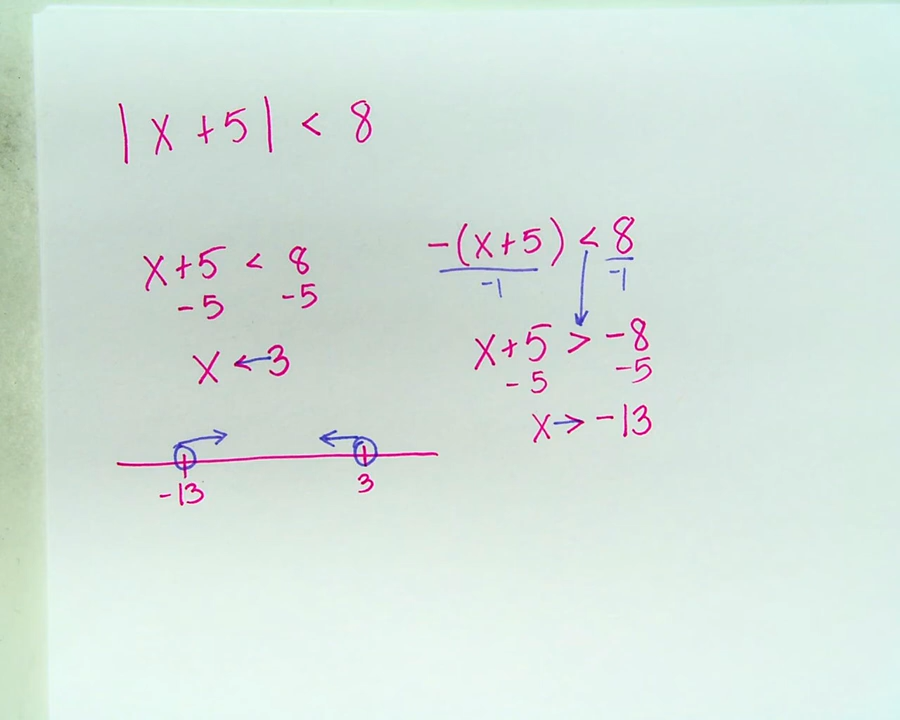 |x+5| < 8
x+5 < 8
-5 -5
x < 3
-(x+5) < 8
-1 -1
x+5 > -8
-5 -5
x > -13
-13 3